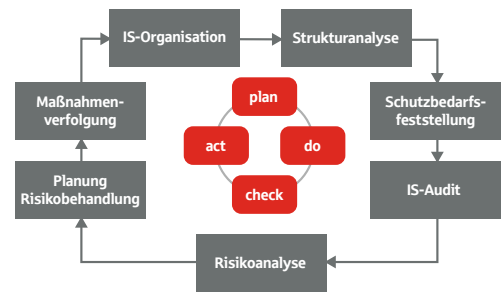 IS-Organisation
Strukturanalyse
Maßnahmen-
verfolgung
plan
Schutzbedarfs-
feststellung
act
do
Planung
Risikobehandlung
check
IS-Audit
Risikoanalyse